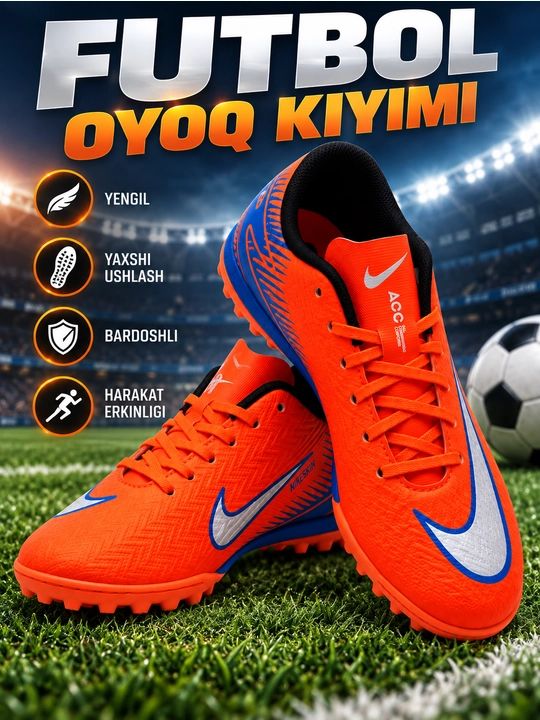 FUTBOL
OYOQ KIYIMI
YENGIL
YAXSHI
USHLASH
BARDOSHLI
HARAKAT
ERKINLIGI
ACC